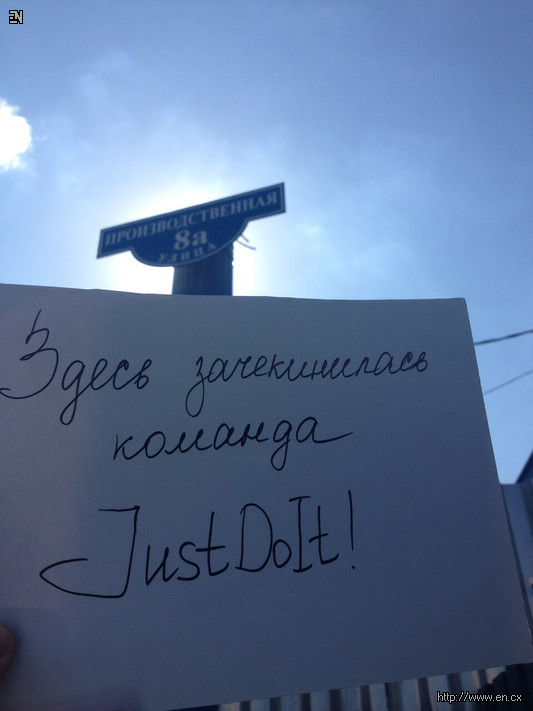 EN
ПРОИЗВОДСТВЕННАЯ
8а
УЛИЦА
Здесь зачекинилась
команда
JustDoIt!
http://www.en.cx